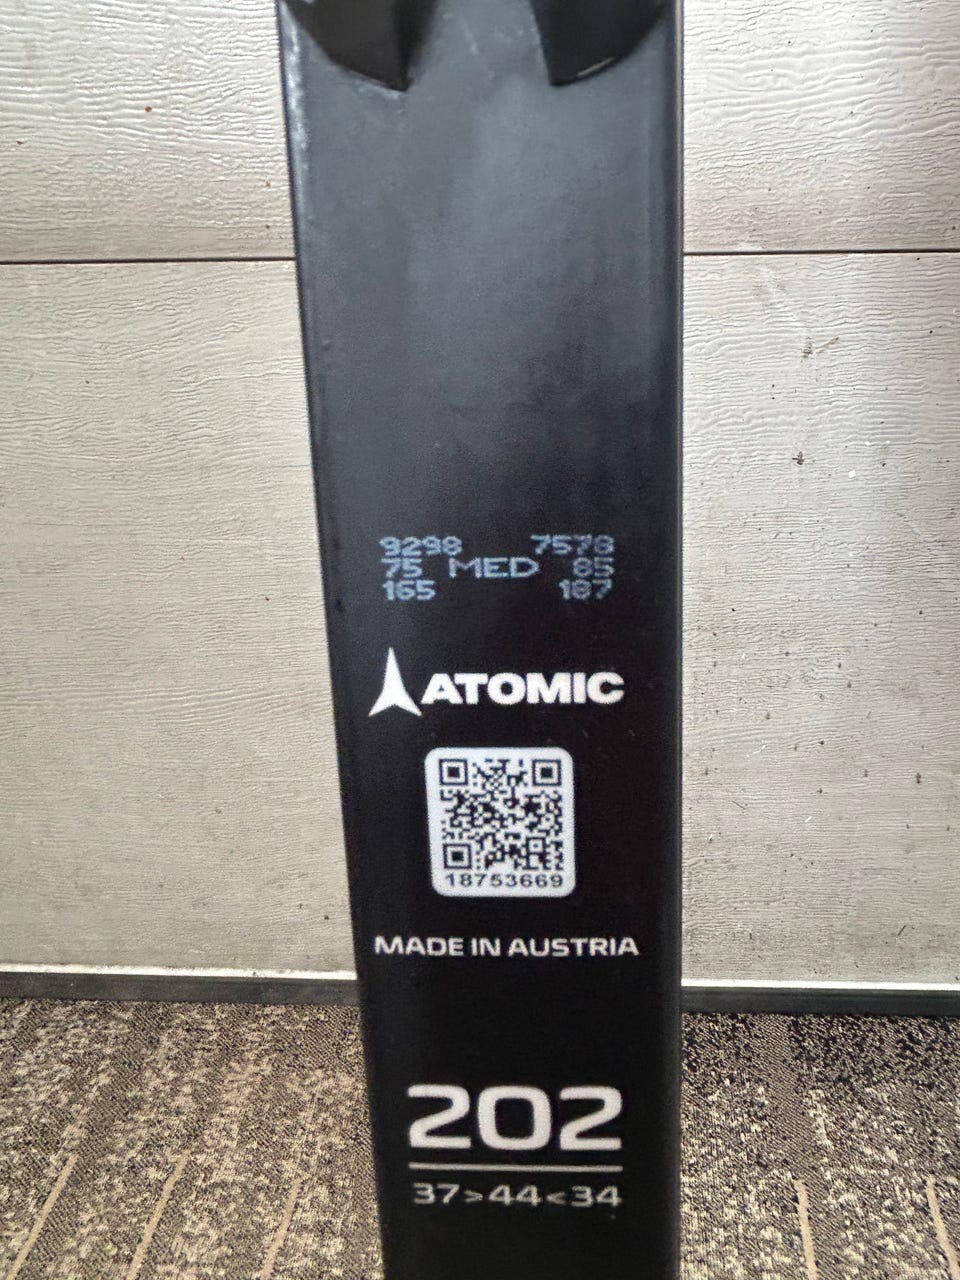 9298 7578
75 MED 85
165 187
ATOMIC
18753669
MADE IN AUSTRIA
202
37>44<34